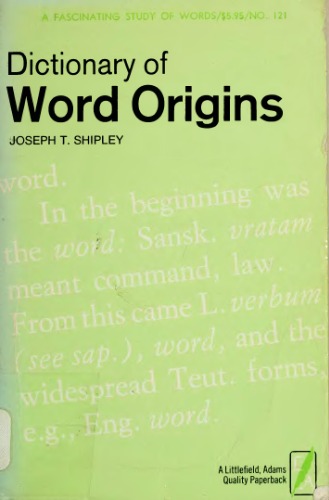 A FASCINATING STUDY OF WORDS/$5.95/NO. 121
Dictionary of
Word Origins
JOSEPH T. SHIPLEY
word.
In the beginning was
the word: Sansk. vratam
meant command, law.
From this came L. verbum
(see sap.), word, and the
widespread Teut. forms,
e.g., Eng. word.
A Littlefield, Adams
Quality Paperback